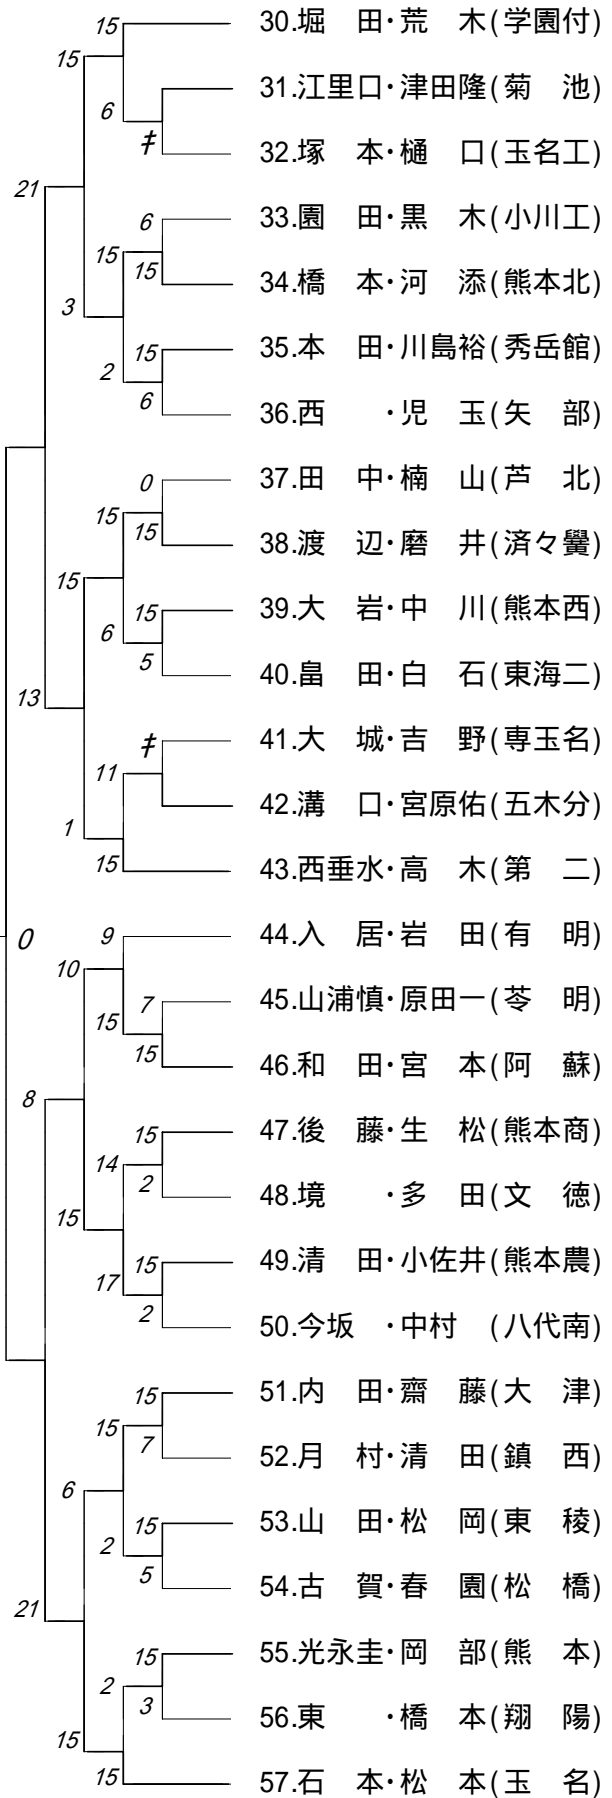 15 30.堀　田・荒　木(学園付)
15
31.江里口・津田隆(菊　池)
6
キ 32.塚　本・樋　口(玉名工)
21
6 33.園　田・黒　木(小川工)
15
15 34.橋　本・河　添(熊本北)
3
15 35.本　田・川島裕(秀岳館)
2
6 36.西　　・児　玉(矢　部)
0 37.田　中・楠　山(芦　北)
15
15 38.渡　辺・磨　井(済々黌)
15
15 39.大　岩・中　川(熊本西)
6
5 40.畠　田・白　石(東海二)
13
キ 41.大　城・吉　野(専玉名)
11
42.溝　口・宮原佑(五木分)
1
15 43.西垂水・高　木(第　二)
0
9 44.入　居・岩　田(有　明)
10
7 45.山浦慎・原田一(苓　明)
15
15 46.和　田・宮　本(阿　蘇)
8
15 47.後　藤・生　松(熊本商)
14
2 48.境　　・多　田(文　徳)
15
15 49.清　田・小佐井(熊本農)
17
2 50.今坂　・中村　(八代南)
15 51.内　田・齋　藤(大　津)
15
7 52.月　村・清　田(鎮　西)
6
15 53.山　田・松　岡(東　稜)
2
5 54.古　賀・春　園(松　橋)
21
15 55.光永圭・岡　部(熊　本)
2
3 56.東　　・橋　本(翔　陽)
15
15 57.石　本・松　本(玉　名)